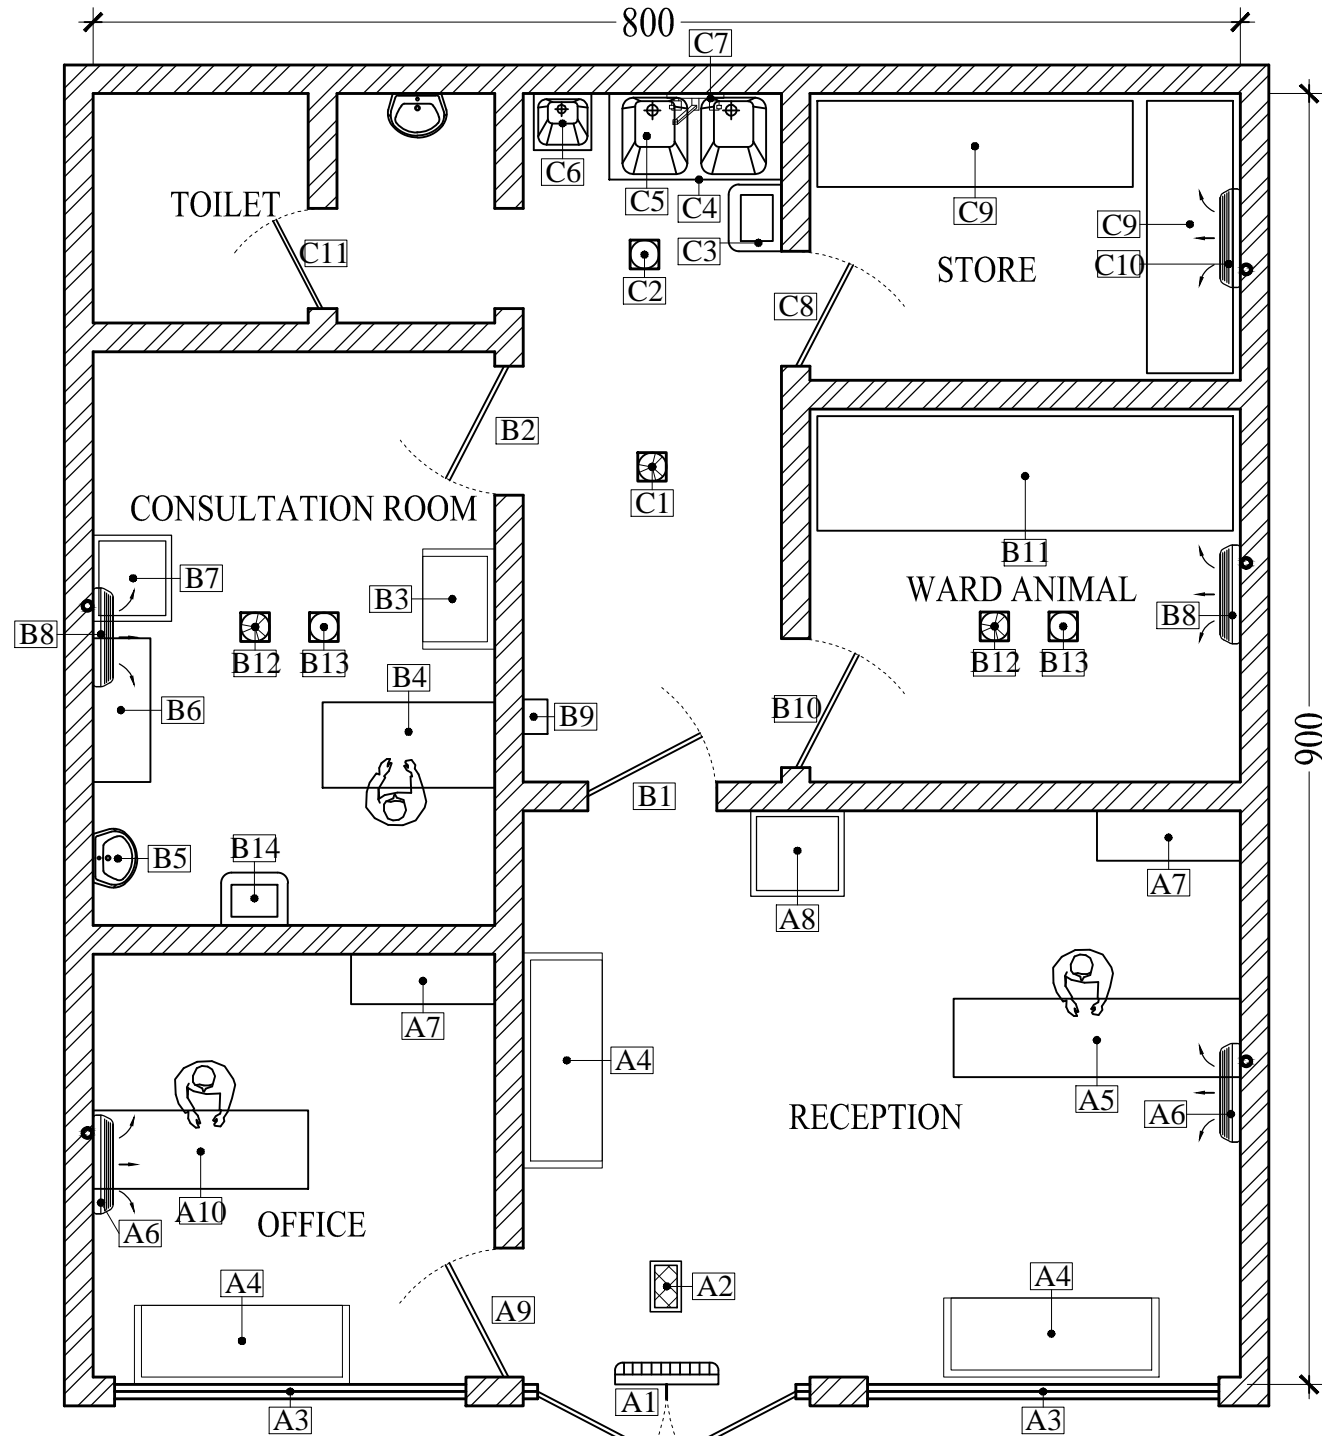 800
C7
C6
C5
C4
C9
TOILET
C11
C3
C9
C2
STORE
C10
C8
B2
C1
CONSULTATION ROOM
B11
B7
B3
WARD ANIMAL
B8
B8
B12
B13
B12
B13
B4
B6
B9
B10
900
B1
B14
B5
A7
A8
A7
A4
A5
RECEPTION
A6
A10
OFFICE
A6
A4
A2
A4
A9
A1
A3
A3